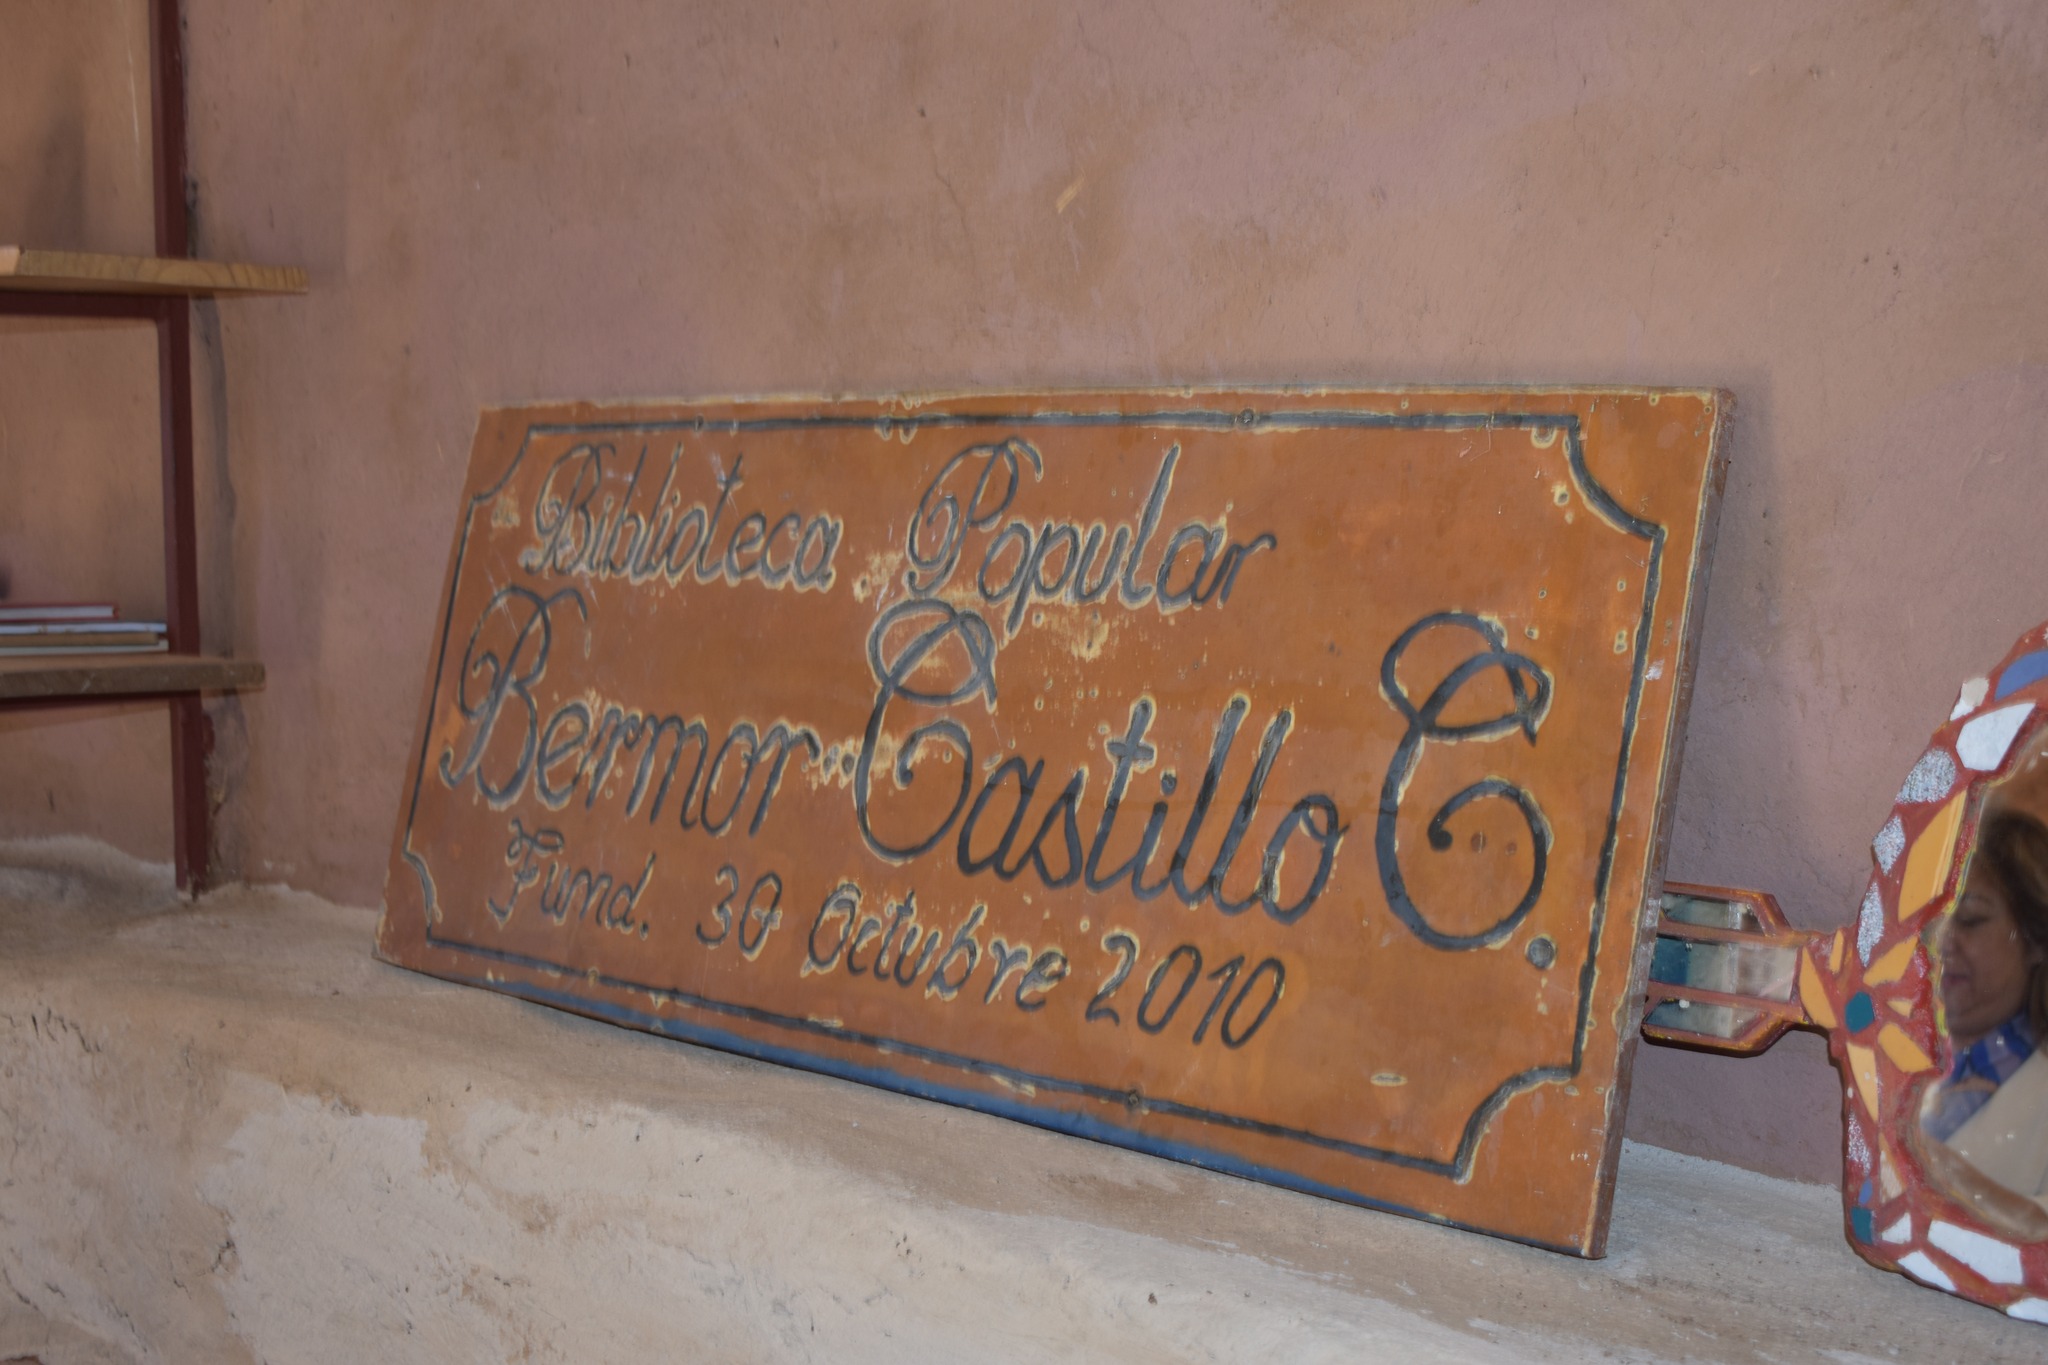 Biblioteca Popular
Bermor Castillo C.
Fund. 30 Octubre 2010